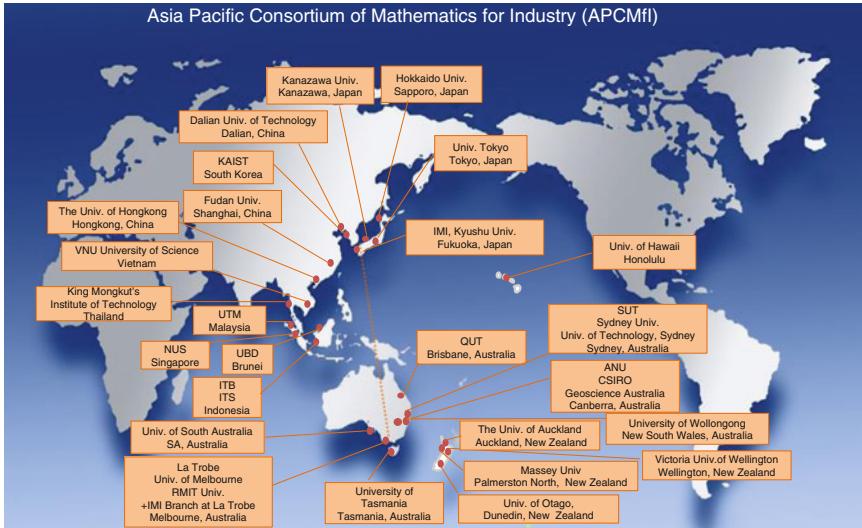 Asia Pacific Consortium of Mathematics for Industry (APCMfI)
Kanazawa Univ.
Kanazawa, Japan
Hokkaido Univ.
Sapporo, Japan
Dalian Univ. of Technology
Dalian, China
Univ. Tokyo
Tokyo, Japan
KAIST
South Korea
Fudan Univ.
Shanghai, China
The Univ. of Hongkong
Hongkong, China
IMI, Kyushu Univ.
Fukuoka, Japan
Univ. of Hawaii
Honolulu
VNU University of Science
Vietnam
King Mongkut's
Institute of Technology
Thailand
UTM
Malaysia
NUS
Singapore
UBD
Brunei
ITB
ITS
Indonesia
QUT
Brisbane, Australia
SUT
Sydney Univ.
Univ. of Technology, Sydney
Sydney, Australia
ANU
CSIRO
Geoscience Australia
Canberra, Australia
Univ. of South Australia
SA, Australia
The Univ. of Auckland
Auckland, New Zealand
University of Wollongong
New South Wales, Australia
Victoria Univ.of Wellington
Wellington, New Zealand
La Trobe
Univ. of Melbourne
RMIT Univ.
+IMI Branch at La Trobe
Melbourne, Australia
University of
Tasmania
Tasmania, Australia
Massey Univ
Palmerston North, New Zealand
Univ. of Otago,
Dunedin, New Zealand